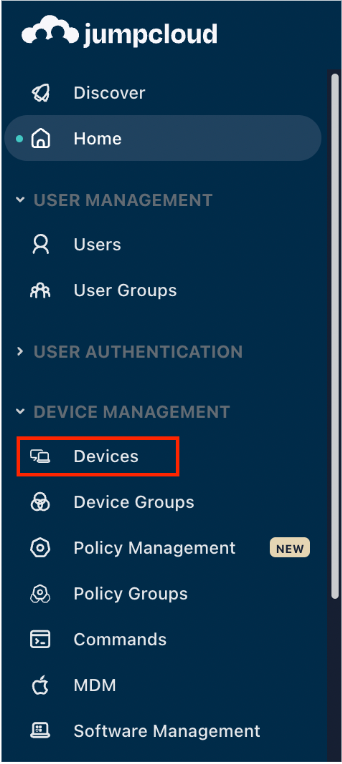 jumpcloud
Discover
Home
USER MANAGEMENT
Users
User Groups
USER AUTHENTICATION
DEVICE MANAGEMENT
Devices
Device Groups
Policy Management NEW
Policy Groups
Commands
MDM
Software Management